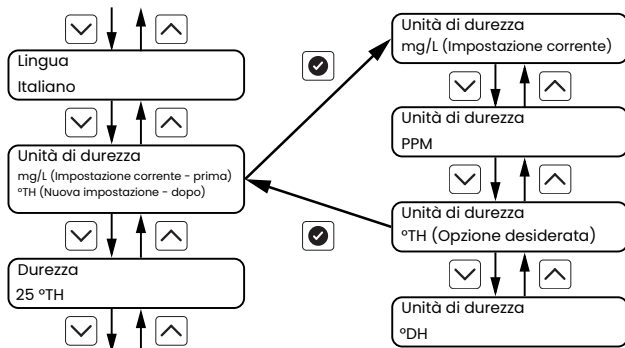 Lingua
Italiano
Unità di durezza
mg/L (Impostazione corrente - prima)
°TH (Nuova impostazione - dopo)
Durezza
25 °TH
Unità di durezza
mg/L (Impostazione corrente)
Unità di durezza
PPM
Unità di durezza
°TH (Opzione desiderata)
Unità di durezza
°DH